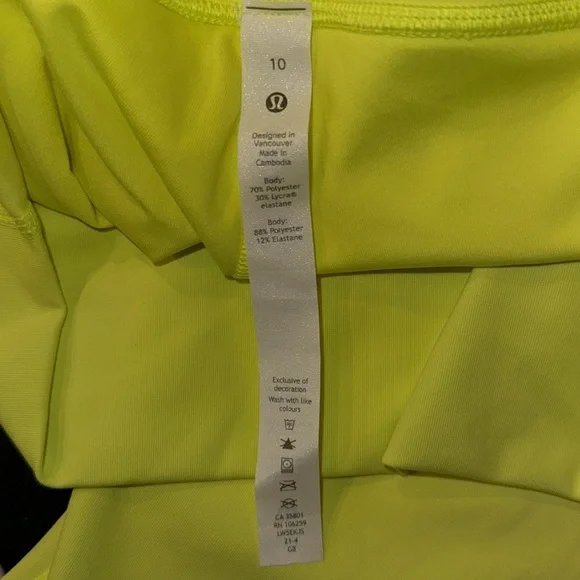 10
Designed in
Vancouver
Made in
Cambodia
Body:
70% Polyester
30% Lycra®
elastane
Body:
88% Polyester
12% Elastane
Exclusive of
decoration
Wash with like
colours
CA 35801
RN 106259
LW5EKJS
21-4
GB